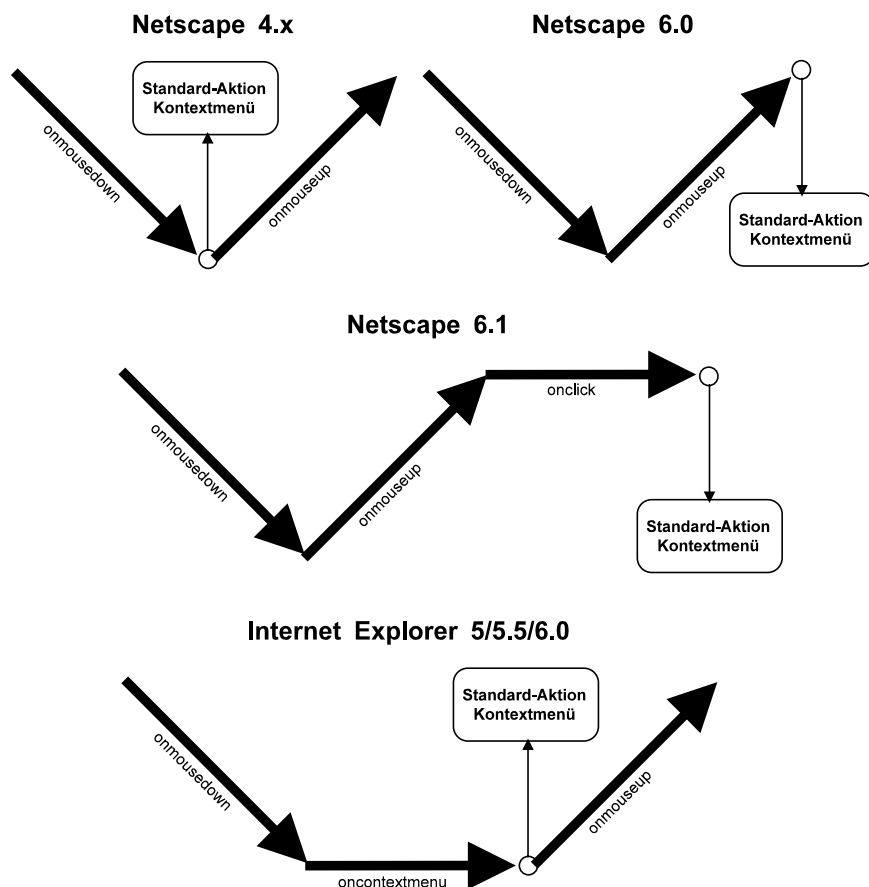 Netscape 4.x
Standard-Aktion
Kontextmenü
onmousedown
onmouseup
Netscape 6.0
onmousedown
onmouseup
Standard-Aktion
Kontextmenü
Netscape 6.1
onmousedown
onmouseup
onclick
Standard-Aktion
Kontextmenü
Internet Explorer 5/5.5/6.0
onmousedown
oncontextmenu
Standard-Aktion
Kontextmenü
onmouseup